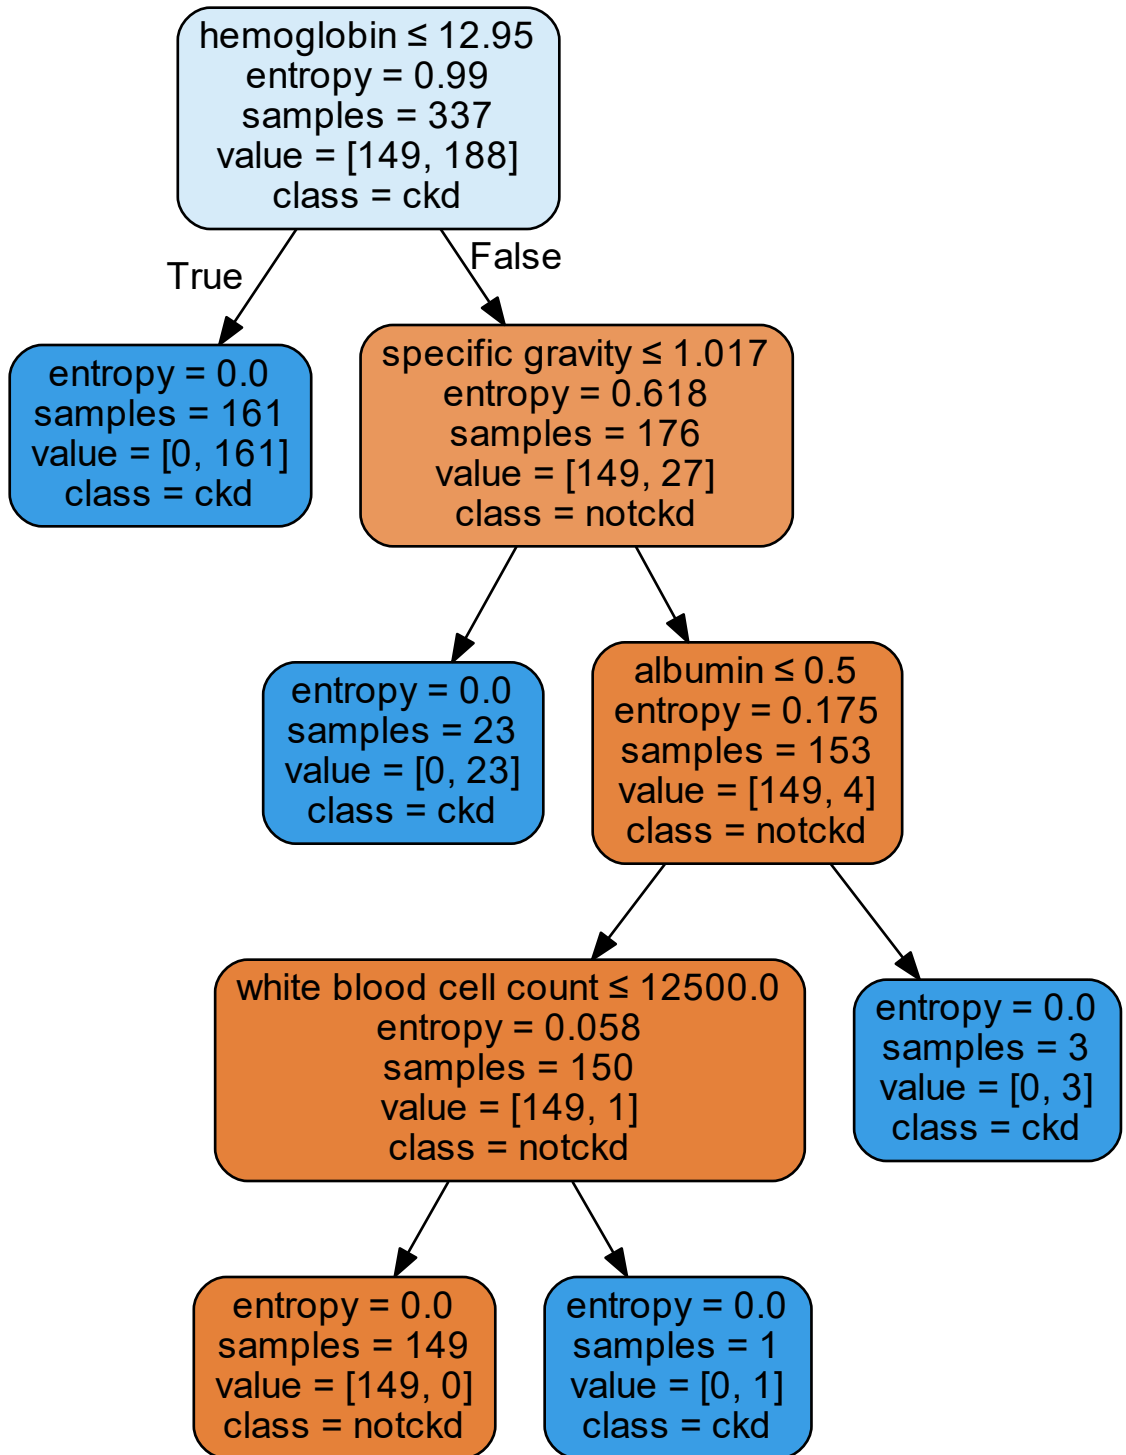 hemoglobin ≤ 12.95
entropy = 0.99
samples = 337
value = [149, 188]
class = ckd
True
False
entropy = 0.0
samples = 161
value = [0, 161]
class = ckd
specific gravity ≤ 1.017
entropy = 0.618
samples = 176
value = [149, 27]
class = notckd
entropy = 0.0
samples = 23
value = [0, 23]
class = ckd
albumin ≤ 0.5
entropy = 0.175
samples = 153
value = [149, 4]
class = notckd
white blood cell count ≤ 12500.0
entropy = 0.058
samples = 150
value = [149, 1]
class = notckd
entropy = 0.0
samples = 3
value = [0, 3]
class = ckd
entropy = 0.0
samples = 149
value = [149, 0]
class = notckd
entropy = 0.0
samples = 1
value = [0, 1]
class = ckd